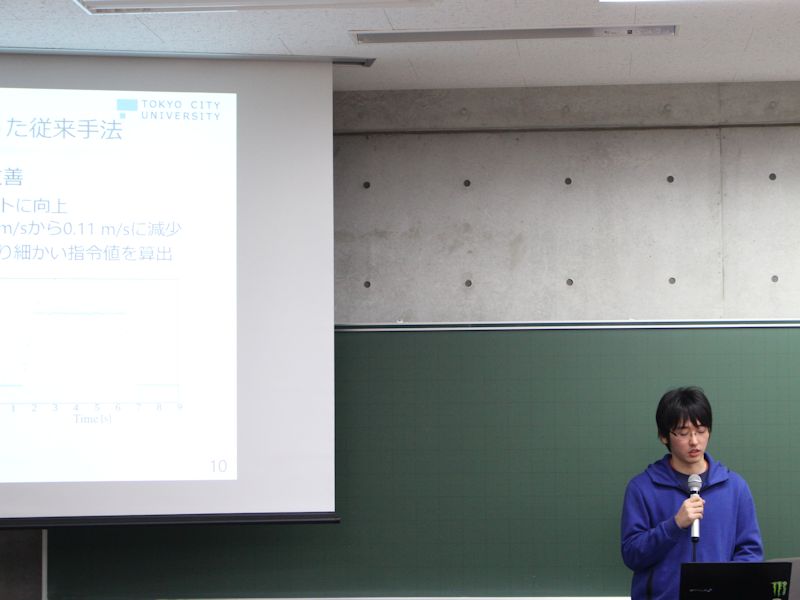 TOKYO CITY
UNIVERSITY
た従来手法
善
トに向上
m/sから0.11 m/sに減少
り細かい指令値を算出
1 2 3 4 5 6 7 8 9
Time[s]
10